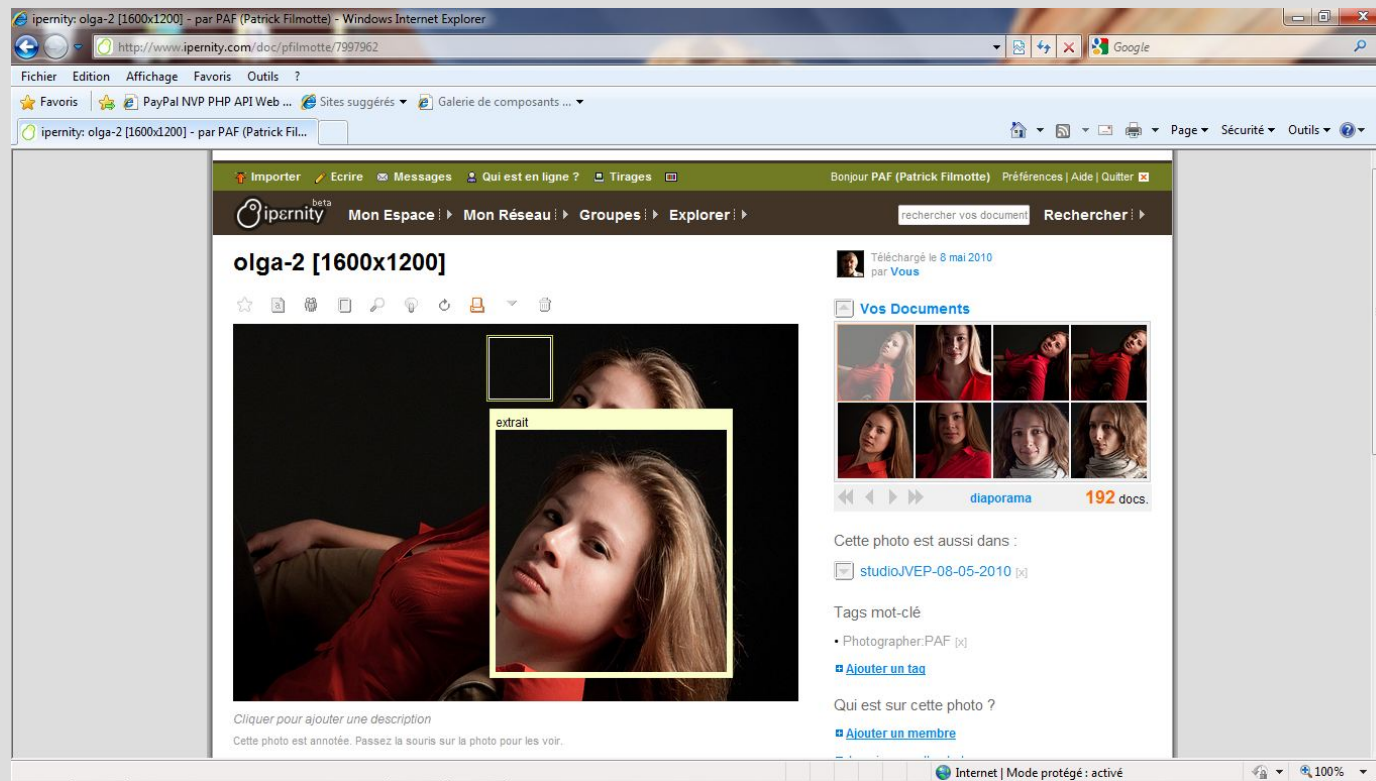 ipernity: olga-2 [1600x1200] - par PAF (Patrick Filmotte) - Windows Internet Explorer
http://www.ipernity.com/doc/pfilmotte/7997962
Google
Fichier Edition Affichage Favoris Outils ?
Favoris PayPal NVP PHP API Web ... Sites suggérés Galerie de composants ...
ipernity: olga-2 [1600x1200] - par PAF (Patrick Fil...
Page Sécurité Outils
Importer Ecrire Messages Qui est en ligne ? Tirages
Bonjour PAF (Patrick Filmotte) Préférences | Aide | Quitter
ipernity beta Mon Espace Mon Réseau Groupes Explorer
rechercher vos document Rechercher
olga-2 [1600x1200]
Téléchargé le 8 mai 2010
par Vous
Vos Documents
extrait
diaporama 192 docs.
Cette photo est aussi dans :
studioJVEP-08-05-2010 [x]
Tags mot-clé
• Photographer:PAF [x]
Ajouter un tag
Qui est sur cette photo ?
Ajouter un membre
Cliquer pour ajouter une description
Cette photo est annotée. Passez la souris sur la photo pour les voir.
Internet | Mode protégé : activé
100%